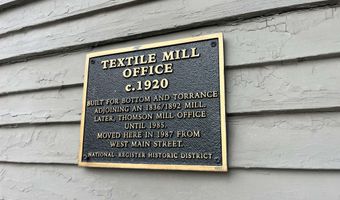 TEXTILE MILL
OFFICE
c.1920
BUILT FOR BOTTOM AND TORRANCE
ADJOINING AN 1836/1892 MILL.
LATER, THOMSON MILL OFFICE
UNTIL 1985.
MOVED HERE IN 1987 FROM
WEST MAIN STREET.
NATIONAL REGISTER HISTORIC DISTRICT